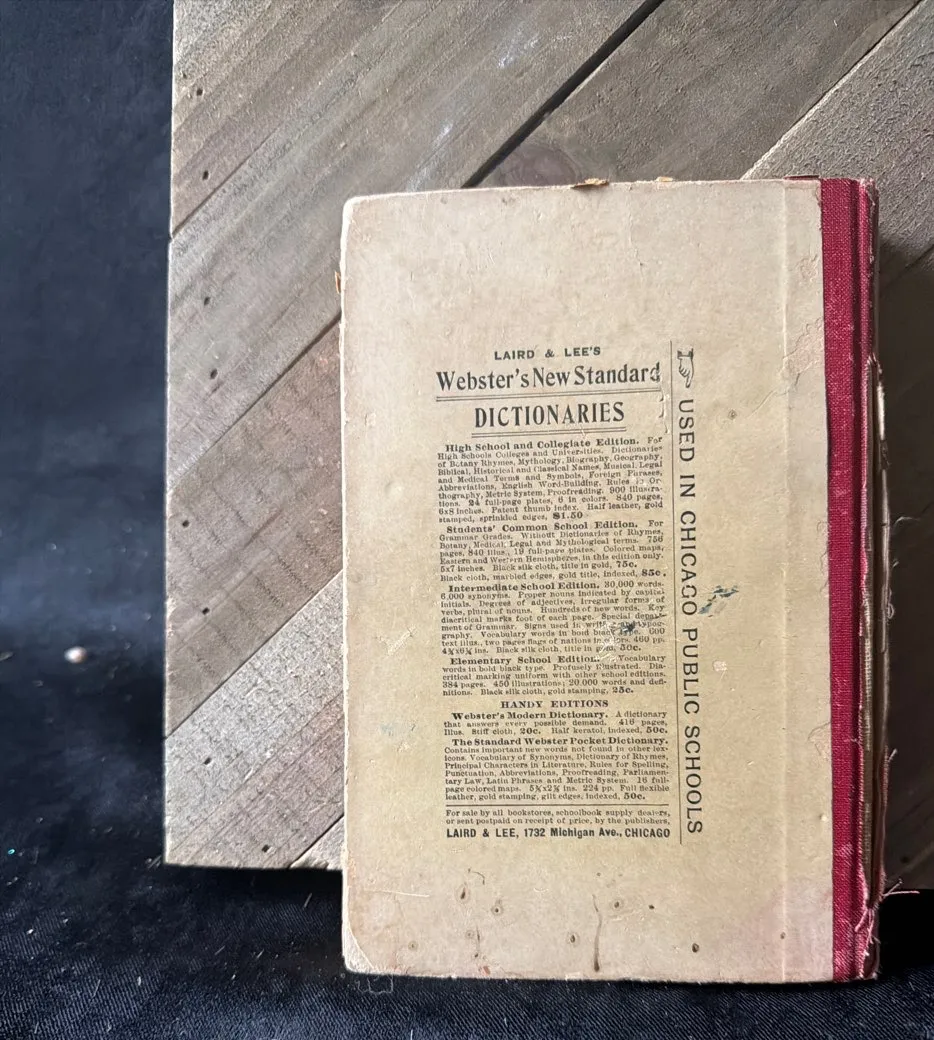 LAIRD & LEE'S
Webster's New Standard
DICTIONARIES
High School and Collegiate Edition. For
High Schools Colleges and Universities. Dictionaries
of Botany Rhymes, Mythology, Biography, Geography,
Biblical, Historical and Classical Names, Musical, Legal
and Medical Terms and Symbols, Foreign Phrases,
Abbreviations, English Word-Building, Rules in Or-
thography, Metric System, Proofreading. 900 illustra-
tions. 24 full-page plates, 6 in colors. 840 pages,
6x8 inches. Patent thumb index. Half leather, gold
stamped, sprinkled edges, $1.50
Students' Common School Edition. For
Grammar Grades. Without Dictionaries of Rhymes,
Botany, Medical, Legal and Mythological terms. 756
pages, 840 illus., 19 full-page plates. Colored maps,
Eastern and Western Hemispheres, in this edition only.
5x7 inches. Black silk cloth, title in gold, 75c.
Black cloth, marbled edges, gold title, indexed, 85c.
Intermediate School Edition. 30,000 words.
6,000 synonyms. Proper nouns indicated by capital
initials. Degrees of adjectives, irregular forms of
verbs, plural of nouns. Hundreds of new words. Key
diacritical marks foot of each page. Special depart-
ment of Grammar. Signs used in and typog-
raphy. Vocabulary words in bold black type. 600
text illus., two pages flags of nations in colors. 460 pp.
Black silk cloth, title in gold, 50c.
Elementary School Edition. Vocabulary
words in bold black type. Profusely illustrated. Dia-
critical marking uniform with other school editions.
384 pages. 450 illustrations; 20,000 words and defi-
nitions. Black silk cloth, gold stamping, 25c.
HANDY EDITIONS
Webster's Modern Dictionary. A dictionary
that answers every possible demand. 416 pages,
Illus. Stiff cloth, 20c. Half keratol, indexed, 50c.
The Standard Webster Pocket Dictionary.
Contains important new words not found in other lex-
icons. Vocabulary of Synonyms, Dictionary of Rhymes,
Principal Characters in Literature, Rules for Spelling,
Punctuation, Abbreviations, Proofreading, Parliamen-
tary Law, Latin Phrases and Metric System. 16 full-
page colored maps. ins. 224 pp. Full flexible
leather, gold stamping, gilt edges, indexed, 50c.
For sale by all bookstores, schoolbook supply dealers,
or sent postpaid on receipt of price, by the publishers,
LAIRD & LEE, 1732 Michigan Ave., CHICAGO
USED IN CHICAGO PUBLIC SCHOOLS